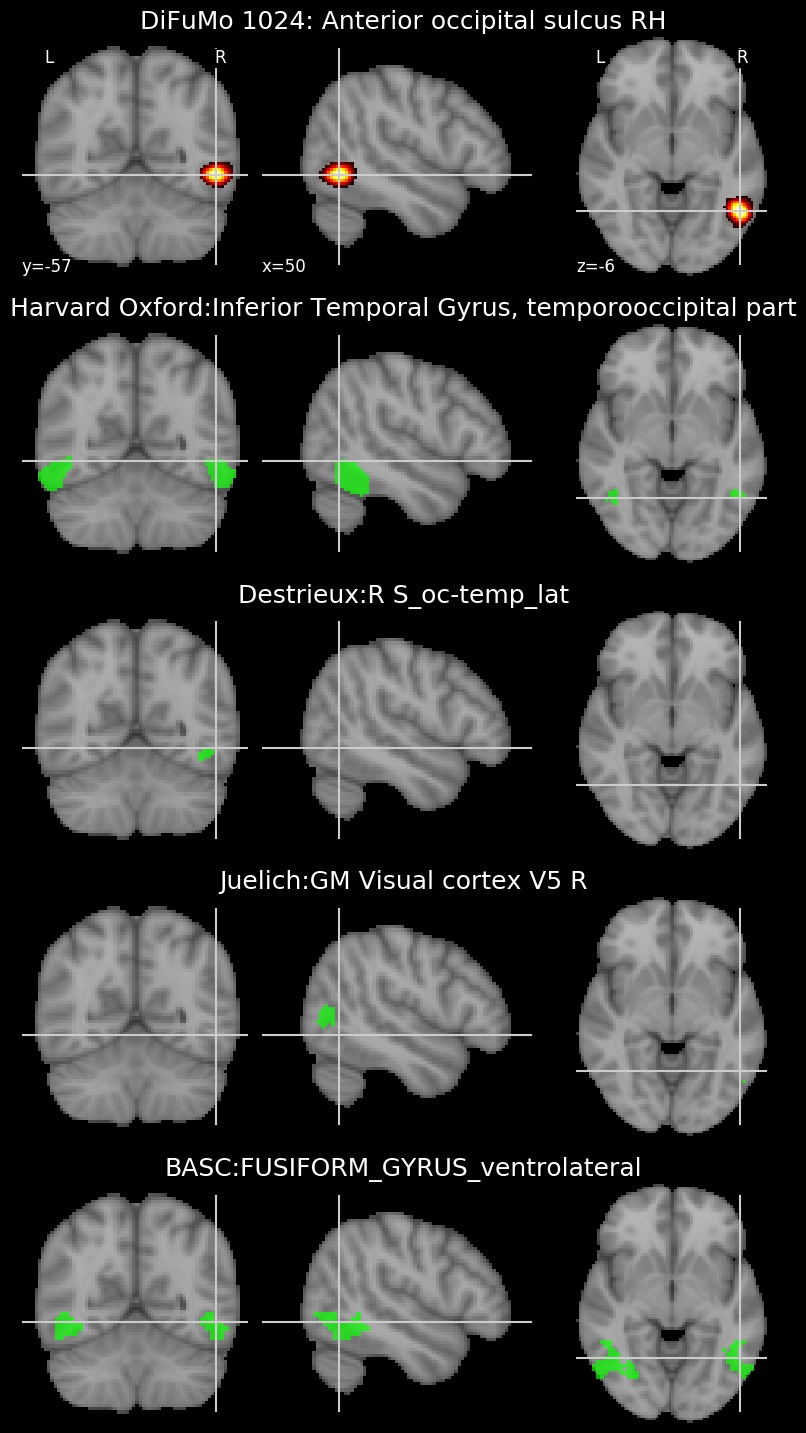 DiFuMo 1024: Anterior occipital sulcus RH
L R L R
y=-57 x=50 z=-6
Harvard Oxford:Inferior Temporal Gyrus, temporooccipital part
Destrieux:R S_oc-temp_lat
Juelich:GM Visual cortex V5 R
BASC:FUSIFORM_GYRUS_ventrolateral